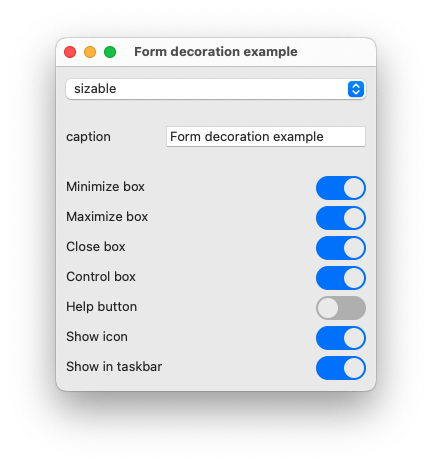 Form decoration example
sizable
caption Form decoration example
Minimize box
Maximize box
Close box
Control box
Help button
Show icon
Show in taskbar